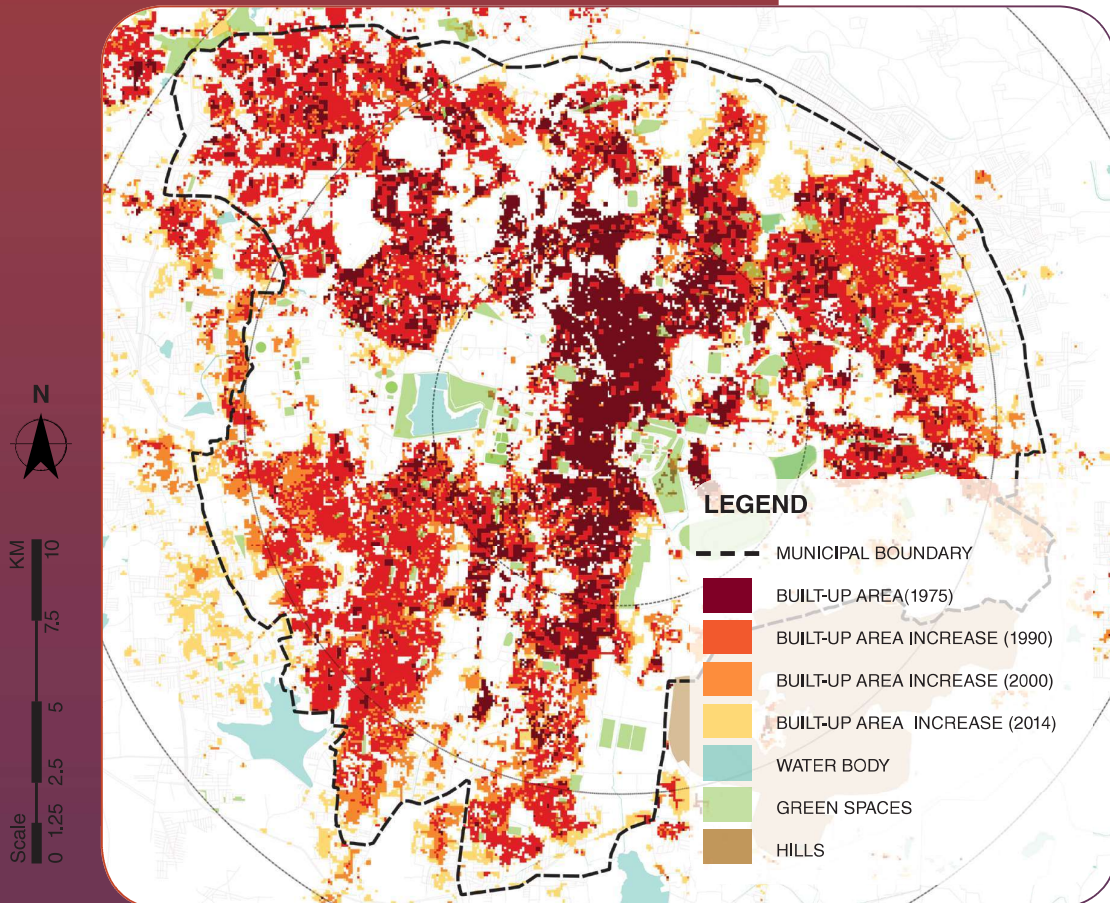 N
KM
10
7.5
5
2.5
1.25
0
Scale
LEGEND
MUNICIPAL BOUNDARY
BUILT-UP AREA(1975)
BUILT-UP AREA INCREASE (1990)
BUILT-UP AREA INCREASE (2000)
BUILT-UP AREA INCREASE (2014)
WATER BODY
GREEN SPACES
HILLS